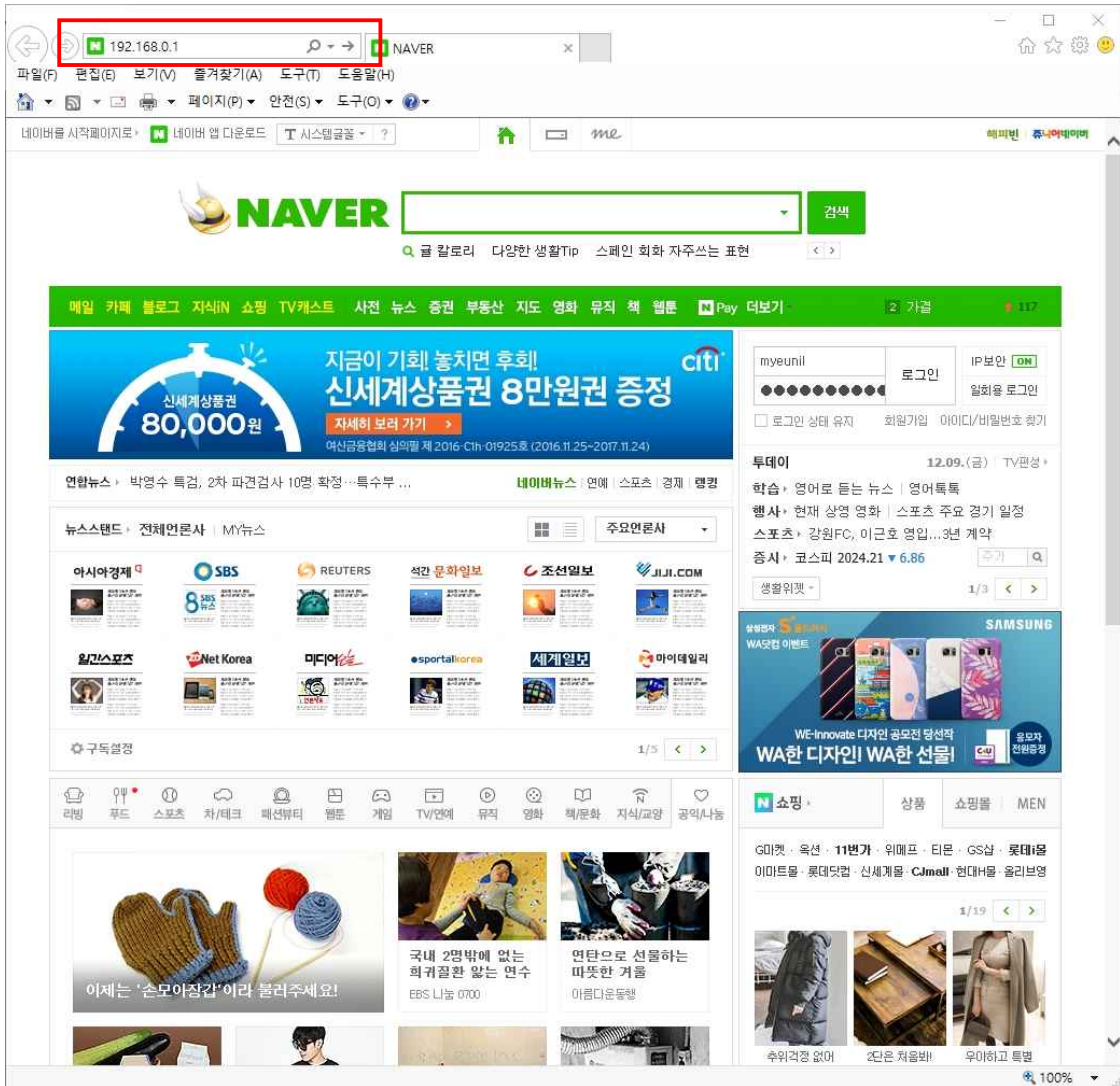 192.168.0.1
NAVER
파일(F) 편집(E) 보기(V) 즐겨찾기(A) 도구(T) 도움말(H)
페이지(P) 안전(S) 도구(O)
네이버를 시작페이지로 네이버 앱 다운로드 T 시스템글꼴 ? me 해피빈 쥬니어네이버
NAVER 검색
귤 칼로리 다양한 생활Tip 스페인 회화 자주쓰는 표현
메일 카페 블로그 지식iN 쇼핑 TV캐스트 사전 뉴스 증권 부동산 지도 영화 뮤직 책 웹툰 N Pay 더보기 2 가결 117
지금이 기회! 놓치면 후회!
citi
신세계상품권 8만원권 증정
신세계상품권
80,000원
자세히 보러 가기 >
여신금융협회 심의필 제 2016-C1h-01925호 (2016.11.25~2017.11.24)
myeunil
로그인
IP보안 ON
일회용 로그인
로그인 상태 유지 회원가입 아이디/비밀번호 찾기
연합뉴스 박영수 특검, 2차 파견검사 10명 확정…특수부 ...
네이버뉴스 연예 스포츠 경제 랭킹
투데이 12.09.(금) TV편성
학습 영어로 듣는 뉴스 영어톡톡
행사 현재 상영 영화 스포츠 주요 경기 일정
스포츠 강원FC, 이근호 영입...3년 계약
증시 코스피 2024.21 ▼ 6.86 주가
생활위젯 1/3 < >
뉴스스탠드 전체언론사 MY뉴스 주요언론사
아시아경제 SBS REUTERS 석간 문화일보 조선일보 JIJI.COM
8 SBS 뉴스
일간스포츠 ZDNet Korea 미디어오늘 sportalkorea 세계일보 마이데일리
구독설정 1/5 < >
삼성전자
WA닷컴 이벤트
SAMSUNG
WE-Innovate 디자인 공모전 당선작
WA한 디자인! WA한 선물!
응모자
전원증정
리빙 푸드 스포츠 차/테크 패션뷰티 웹툰 게임 TV/연예 뮤직 영화 책/문화 지식/교양 공익/나눔
N 쇼핑 상품 쇼핑몰 MEN
G마켓 · 옥션 · 11번가 · 위메프 · 티몬 · GS샵 · 롯데i몰
이마트몰 · 롯데닷컴 · 신세계몰 · CJmall · 현대H몰 · 올리브영
1/19 < >
이제는 '손모아장갑'이라 불러주세요!
국내 2명밖에 없는
희귀질환 앓는 연수
EBS 나눔 0700
연탄으로 선물하는
따뜻한 겨울
아름다운동행
추위걱정 없어 2단은 처음봐! 우아하고 특별
100%